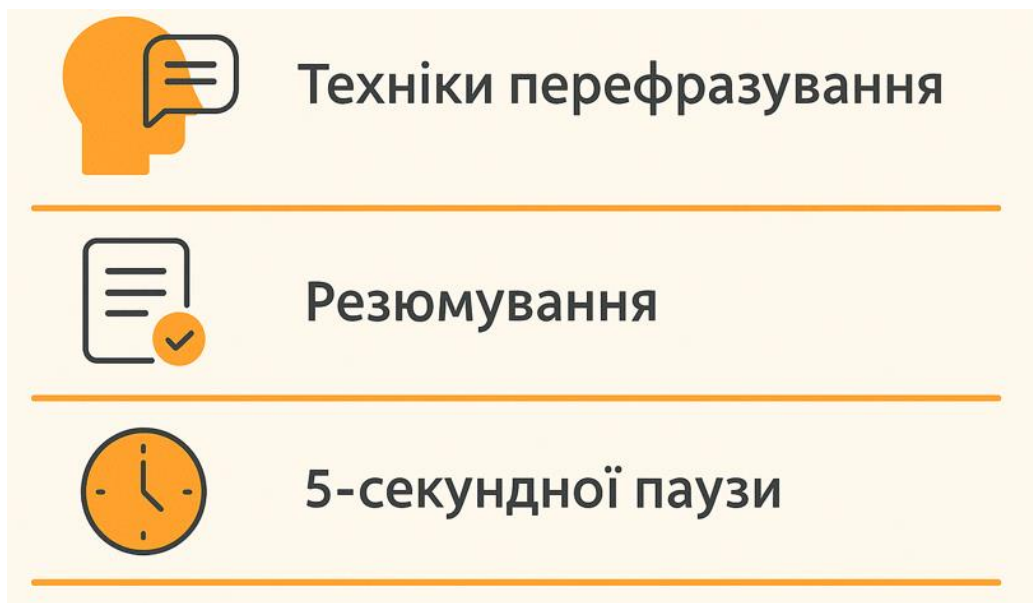 Техніки перефразування
Резюмування
5-секундної паузи